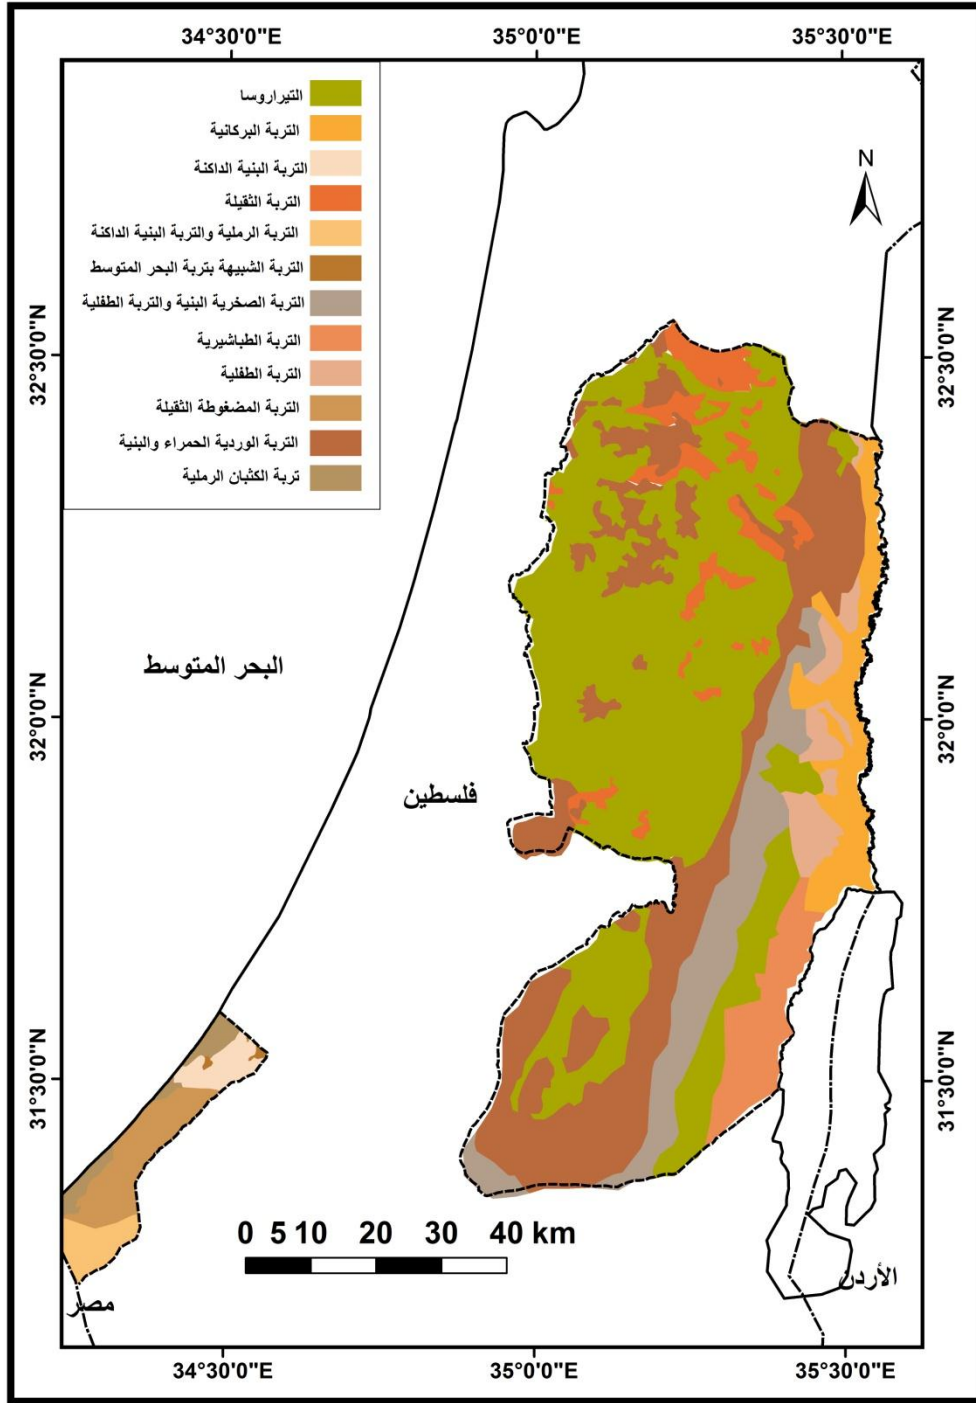 34°30'0"E 35°0'0"E 35°30'0"E
التيراروسا
التربة البركانية
التربة البنية الداكنة
التربة الثقيلة
التربة الرملية والتربة البنية الداكنة
التربة الشبيهة بتربة البحر المتوسط
التربة الصخرية البنية والتربة الطفلية
التربة الطباشيرية
التربة الطفلية
التربة المضغوطة الثقيلة
التربة الوردية الحمراء والبنية
تربة الكثبان الرملية
N
32°30'0"N 32°30'0"N
البحر المتوسط
32°0'0"N 32°0'0"N
فلسطين
31°30'0"N 31°30'0"N
0 5 10 20 30 40 km
الأردن
مصر
34°30'0"E 35°0'0"E 35°30'0"E